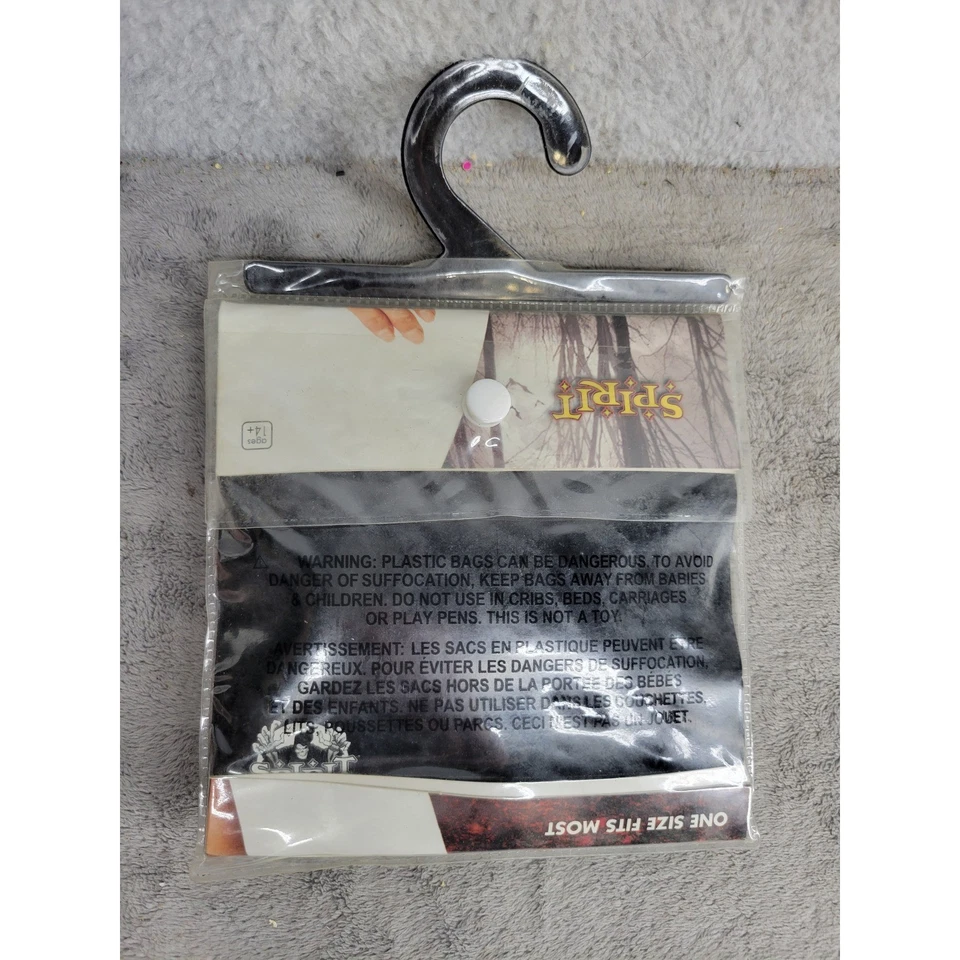 SPIRIT
ages
14+
WARNING: PLASTIC BAGS CAN BE DANGEROUS. TO AVOID
DANGER OF SUFFOCATION, KEEP BAGS AWAY FROM BABIES
& CHILDREN. DO NOT USE IN CRIBS, BEDS, CARRIAGES
OR PLAY PENS. THIS IS NOT A TOY.
AVERTISSEMENT: LES SACS EN PLASTIQUE PEUVENT ETRE
DANGEREUX. POUR ÉVITER LES DANGERS DE SUFFOCATION,
GARDEZ LES SACS HORS DE LA PORTÉE DES BÉBÉS
ET DES ENFANTS. NE PAS UTILISER DANS LES COUCHETTES,
LITS, POUSSETTES OU PARCS. CECI N'EST PAS UN JOUET.
SPIRIT
ONE SIZE FITS MOST